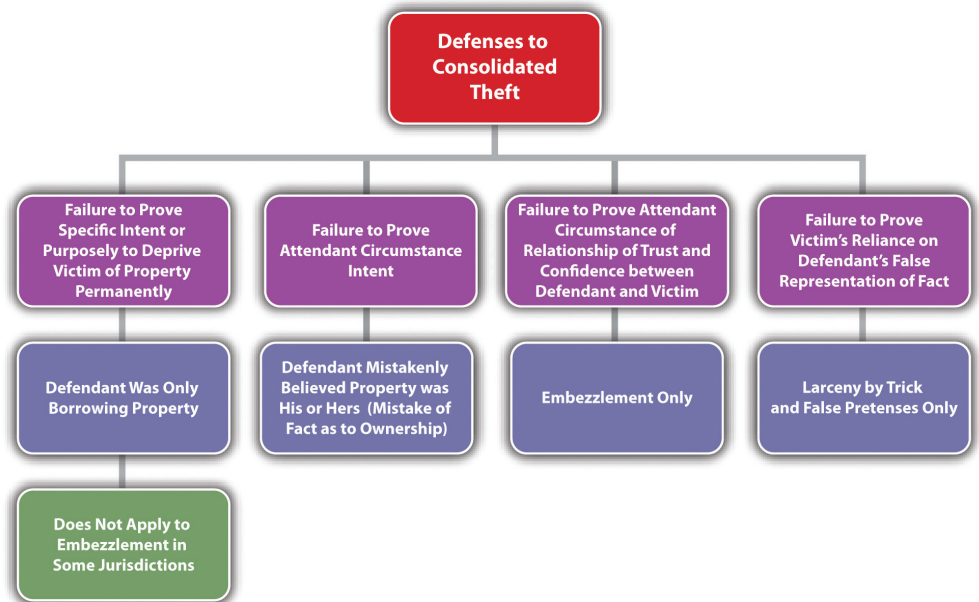 Defenses to
Consolidated
Theft
Failure to Prove
Specific Intent or
Purposely to Deprive
Victim of Property
Permanently
Failure to Prove
Attendant Circumstance
Intent
Failure to Prove Attendant
Circumstance of
Relationship of Trust and
Confidence between
Defendant and Victim
Failure to Prove
Victim's Reliance on
Defendant's False
Representation of Fact
Defendant Was Only
Borrowing Property
Defendant Mistakenly
Believed Property was
His or Hers (Mistake of
Fact as to Ownership)
Embezzlement Only
Larceny by Trick
and False Pretenses Only
Does Not Apply to
Embezzlement in
Some Jurisdictions